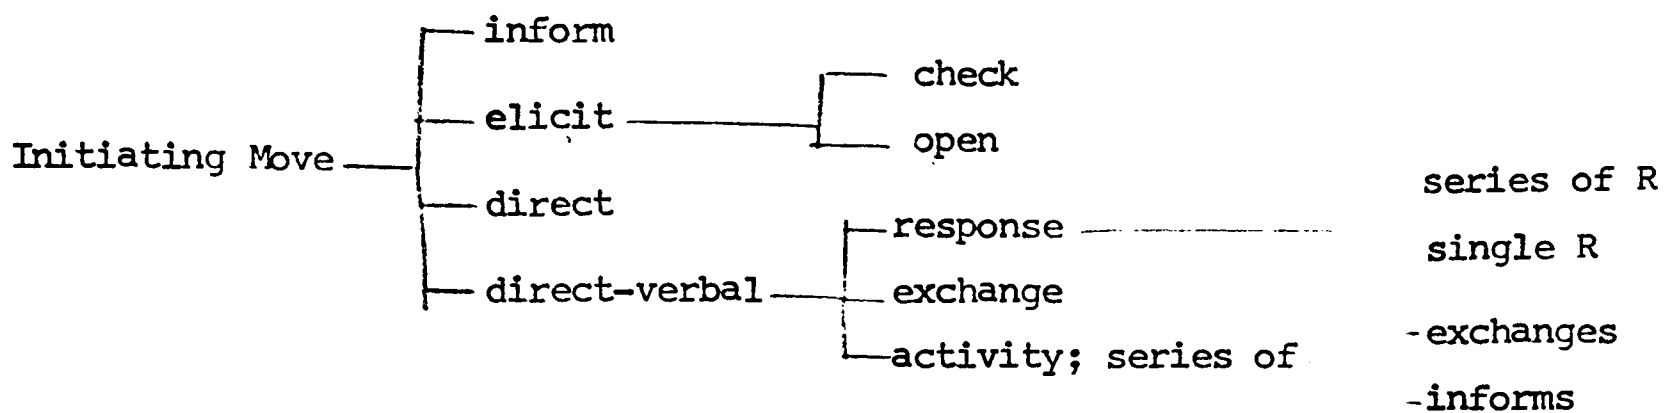 inform
check
elicit
open
Initiating Move
series of R
direct
response
single R
direct-verbal
exchange
-exchanges
activity; series of
-informs